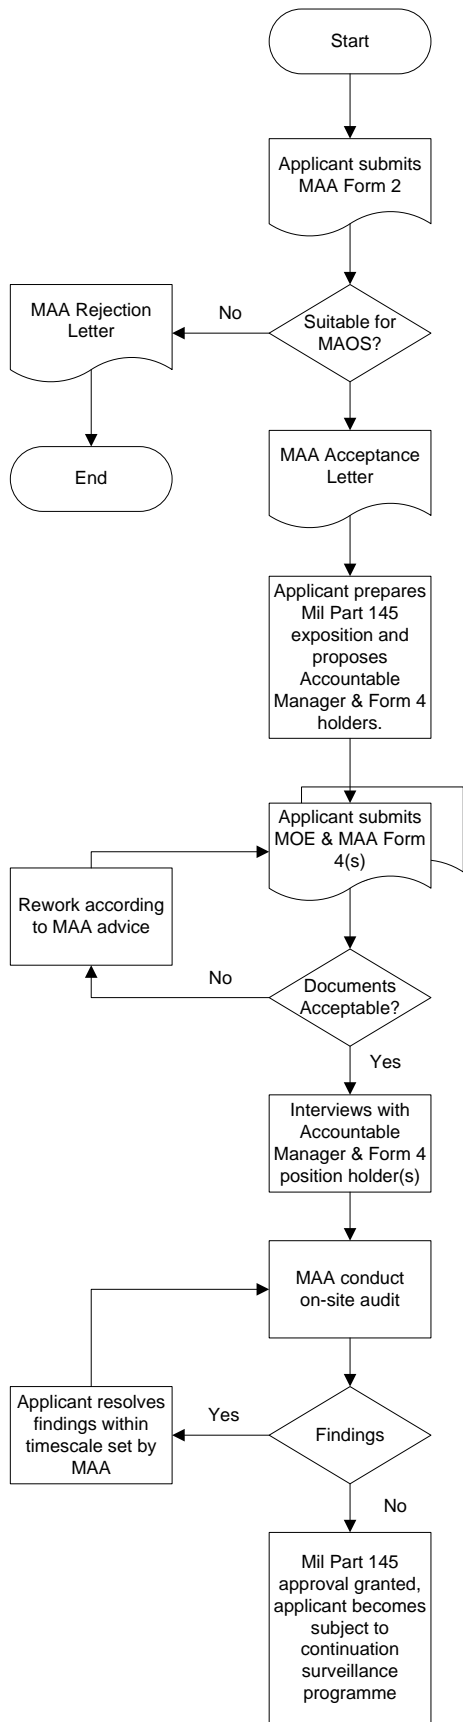 Start
Applicant submits
MAA Form 2
Suitable for
MAOS?
No
MAA Rejection
Letter
End
MAA Acceptance
Letter
Applicant prepares
Mil Part 145
exposition and
proposes
Accountable
Manager & Form 4
holders.
Applicant submits
MOE & MAA Form
4(s)
Rework according
to MAA advice
No
Documents
Acceptable?
Yes
Interviews with
Accountable
Manager & Form 4
position holder(s)
MAA conduct
on-site audit
Applicant resolves
findings within
timescale set by
MAA
Yes
Findings
No
Mil Part 145
approval granted,
applicant becomes
subject to
continuation
surveillance
programme